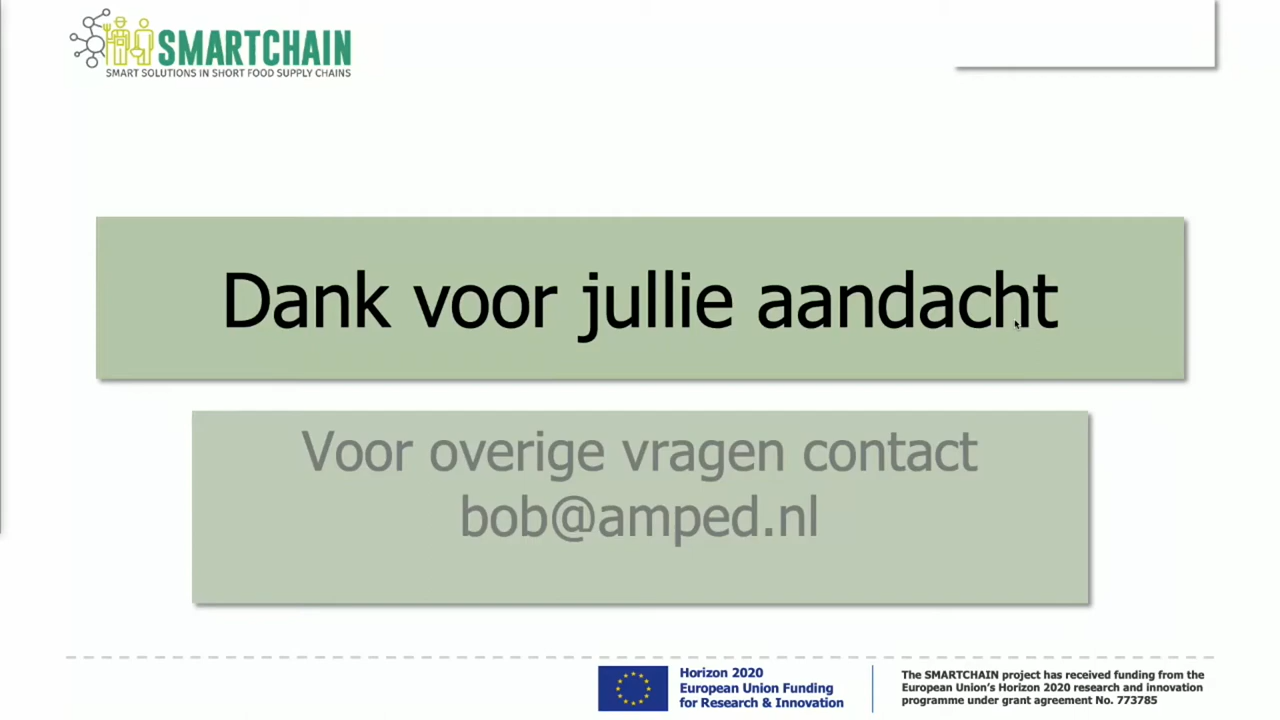 SMARTCHAIN
SMART SOLUTIONS IN SHORT FOOD SUPPLY CHAINS
Dank voor jullie aandacht
Voor overige vragen contact
bob@amped.nl
Horizon 2020
European Union Funding
for Research & Innovation
The SMARTCHAIN project has received funding from the
European Union's Horizon 2020 research and innovation
programme under grant agreement No. 773785